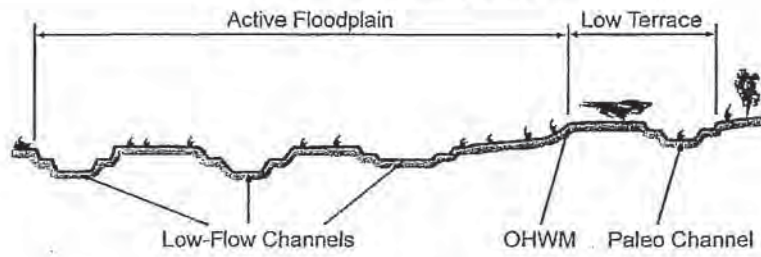 Active Floodplain Low Terrace
Low-Flow Channels OHWM Paleo Channel